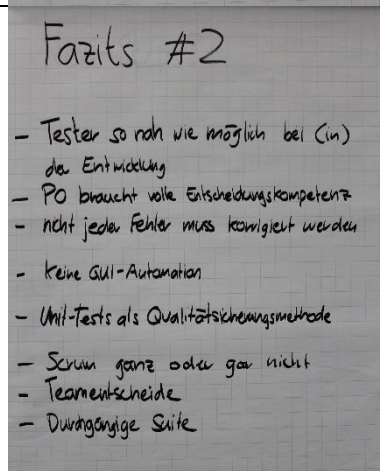 Fazits #2
- Tester so nah wie möglich bei (in)
der Entwicklung
- PO braucht volle Entscheidungskompetenz
- nicht jeder Fehler muss korrigiert werden
- Keine GUI-Automation
- Unit-Tests als Qualitätsicherungsmethode
- Scrum ganz oder gar nicht
- Teamentscheide
- Durchgängige Suite